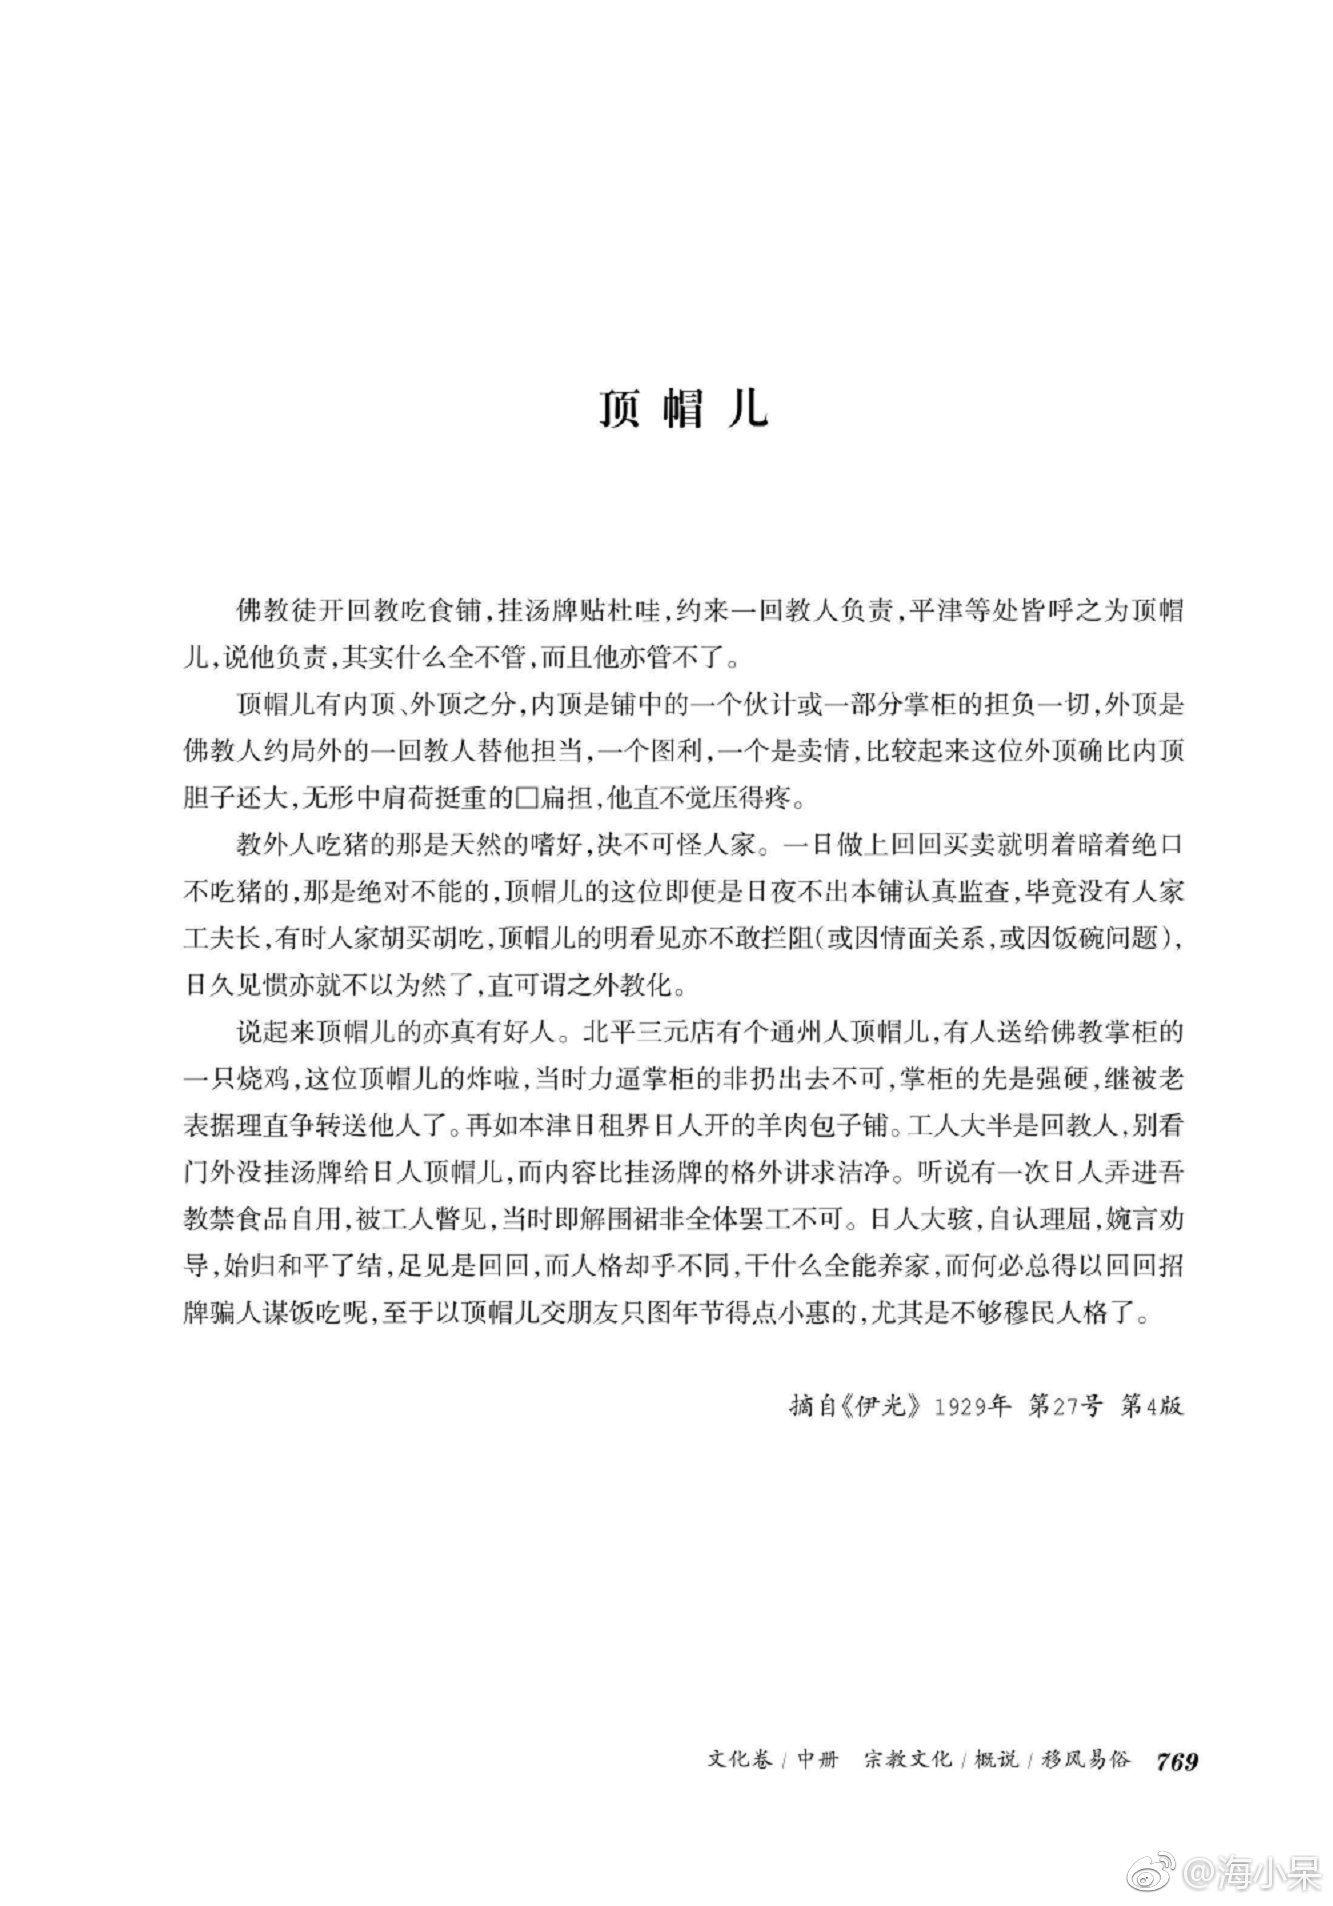 顶帽儿
佛教徒开回教吃食铺,挂汤牌贴杜哇,约来一回教人负责,平津等处皆呼之为顶帽
儿,说他负责,其实什么全不管,而且他亦管不了。
顶帽儿有内顶、外顶之分,内顶是铺中的一个伙计或一部分掌柜的担负一切,外顶是
佛教人约局外的一回教人替他担当,一个图利,一个是卖情,比较起来这位外顶确比内顶
胆子还大,无形中肩荷挺重的□扁担,他直不觉压得疼。
教外人吃猪的那是天然的嗜好,决不可怪人家。一日做上回回买卖就明着暗着绝口
不吃猪的,那是绝对不能的,顶帽儿的这位即便是日夜不出本铺认真监查,毕竟没有人家
工夫长,有时人家胡买胡吃,顶帽儿的明看见亦不敢拦阻(或因情面关系,或因饭碗问题),
日久见惯亦就不以为然了,直可谓之外教化。
说起来顶帽儿的亦真有好人。北平三元店有个通州人顶帽儿,有人送给佛教掌柜的
一只烧鸡,这位顶帽儿的炸啦,当时力逼掌柜的非扔出去不可,掌柜的先是强硬,继被老
表据理直争转送他人了。再如本津日租界日人开的羊肉包子铺。工人大半是回教人,别看
门外没挂汤牌给日人顶帽儿,而内容比挂汤牌的格外讲求洁净。听说有一次日人弄进吾
教禁食品自用,被工人瞥见,当时即解围裙非全体罢工不可。日人大骇,自认理屈,婉言劝
导,始归和平了结,足见是回回,而人格却乎不同,干什么全能养家,而何必总得以回回招
牌骗人谋饭吃呢,至于以顶帽儿交朋友只图年节得点小惠的,尤其是不够穆民人格了。
摘自《伊光》1929年 第27号 第4版
文化卷/中册 宗教文化/概说/移风易俗 769
@海小呆